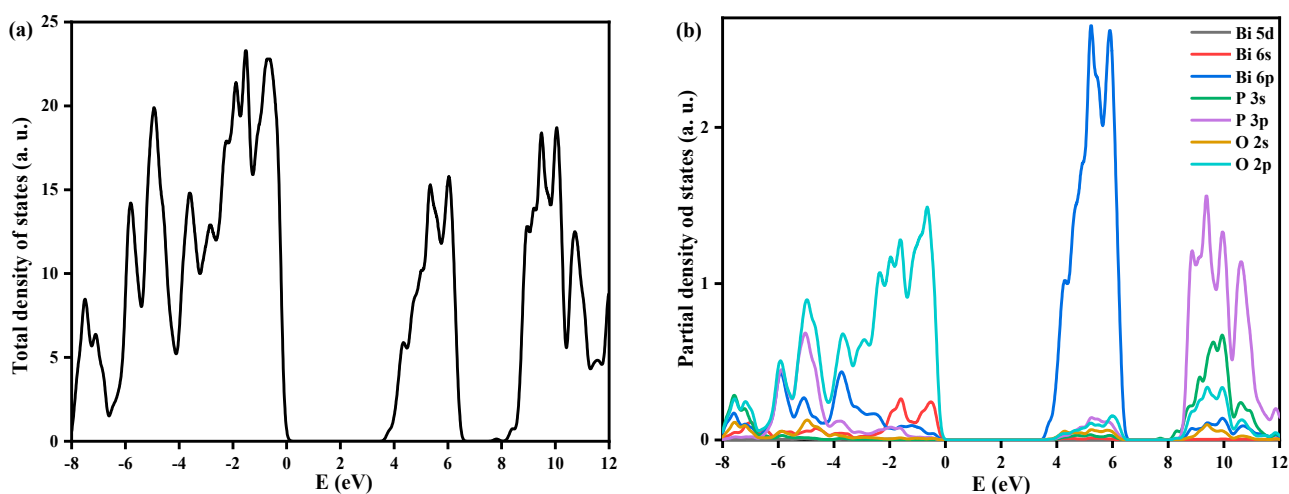 (a)
Total density of states (a. u.)
25
20
15
10
5
0
-8 -6 -4 -2 0 2 4 6 8 10 12
E (eV)
(b)
Partial density od states (a. u.)
2
1
0
-8 -6 -4 -2 0 2 4 6 8 10 12
E (eV)
Bi 5d
Bi 6s
Bi 6p
P 3s
P 3p
O 2s
O 2p